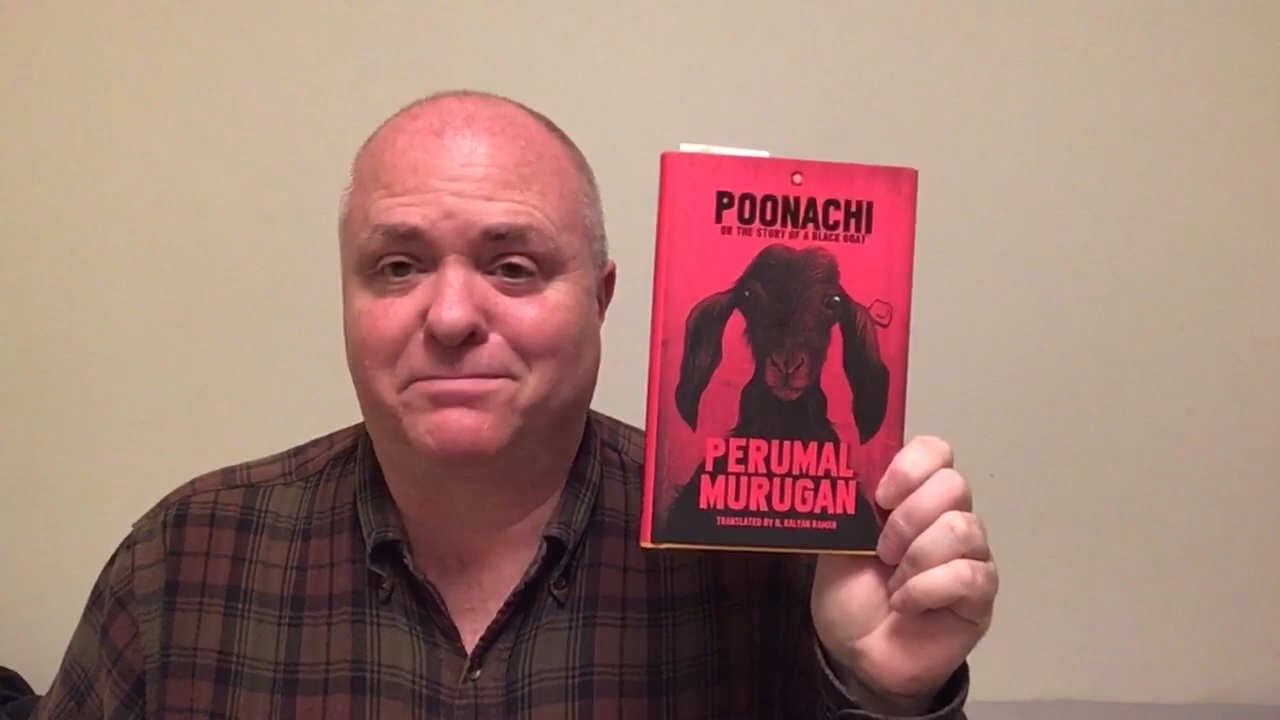 POONACHI
OR THE STORY OF A BLACK GOAT
PERUMAL
MURUGAN
TRANSLATED BY N. KALYAN RAMAN